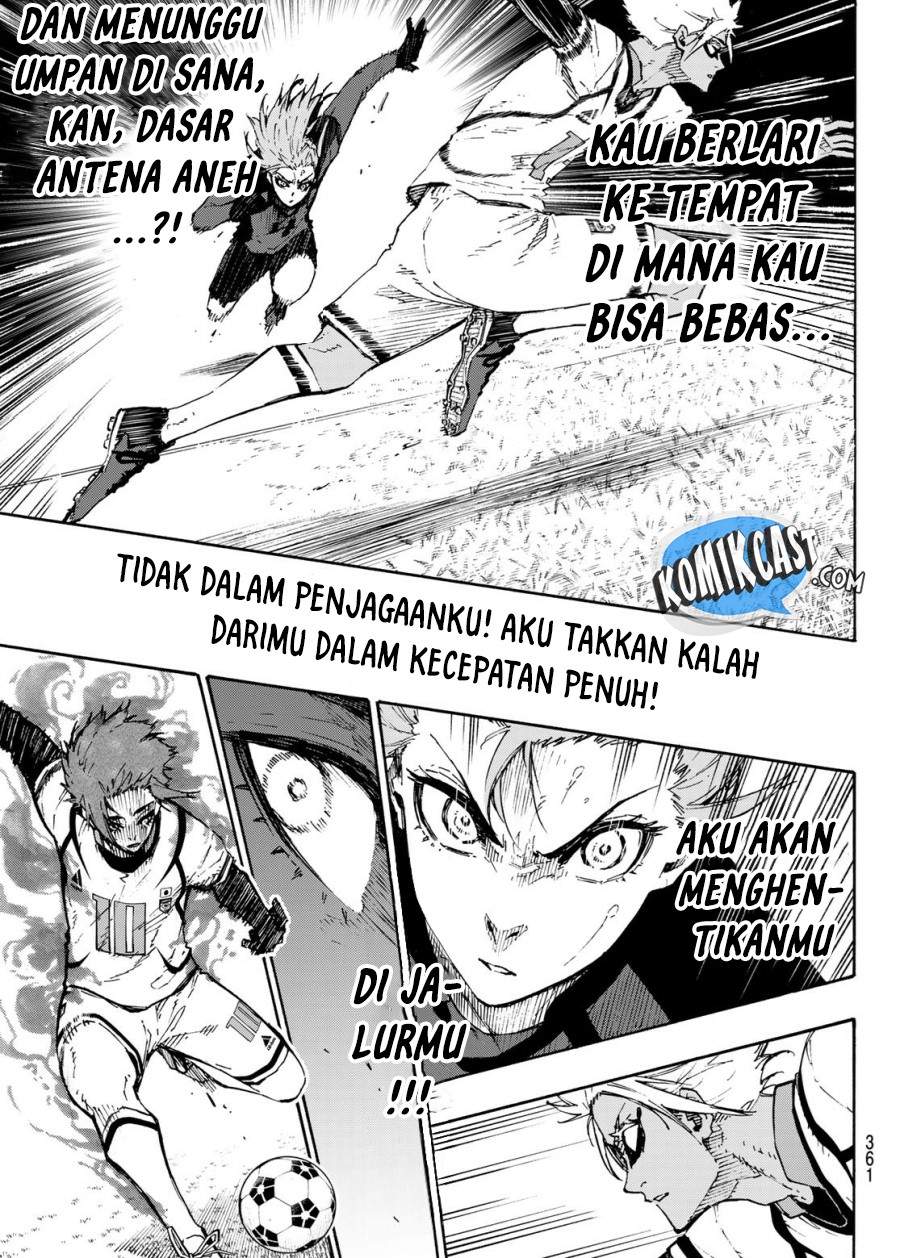 KAU BERLARI
KE TEMPAT
DI MANA KAU
BISA BEBAS...
DAN MENUNGGU
UMPAN DI SANA,
KAN, DASAR
ANTENA ANEH
...?!
KOMIKCAST
.COM
TIDAK DALAM PENJAGAANKU! AKU TAKKAN KALAH
DARIMU DALAM KECEPATAN PENUH!
AKU AKAN
MENGHEN-
TIKANMU
DI JA-
LURMU
!!!
10
10
361